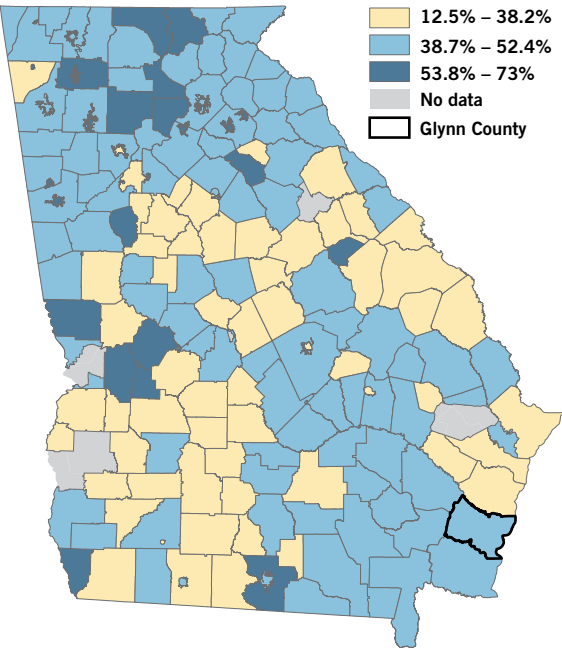 12.5% – 38.2%
38.7% – 52.4%
53.8% – 73%
No data
Glynn County